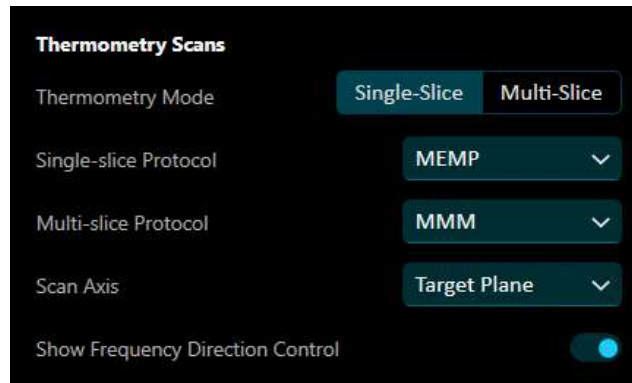 Thermometry Scans
Thermometry Mode Single-Slice Multi-Slice
Single-slice Protocol MEMP
Multi-slice Protocol MMM
Scan Axis Target Plane
Show Frequency Direction Control